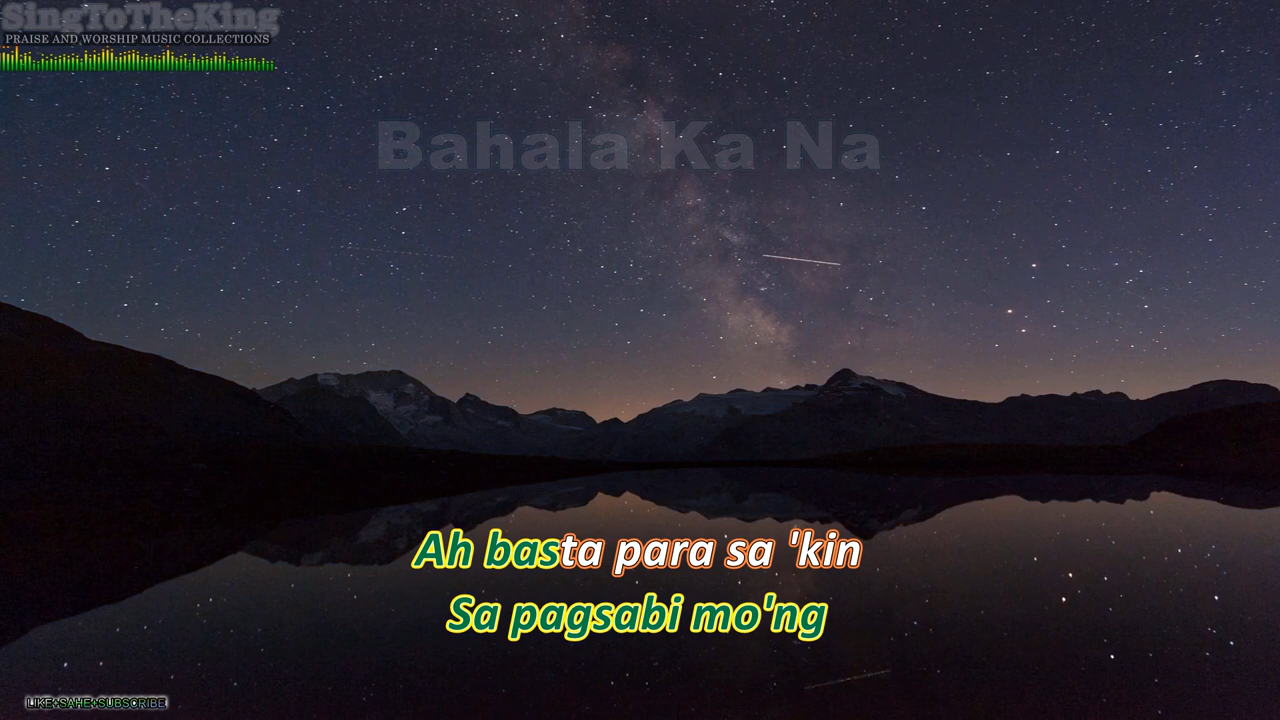 SingToTheKing
PRAISE AND WORSHIP MUSIC COLLECTIONS
Bahala Ka Na
Ah basta para sa 'kin
Sa pagsabi mo'ng
LIKE+SAHE+SUBSCRIBE